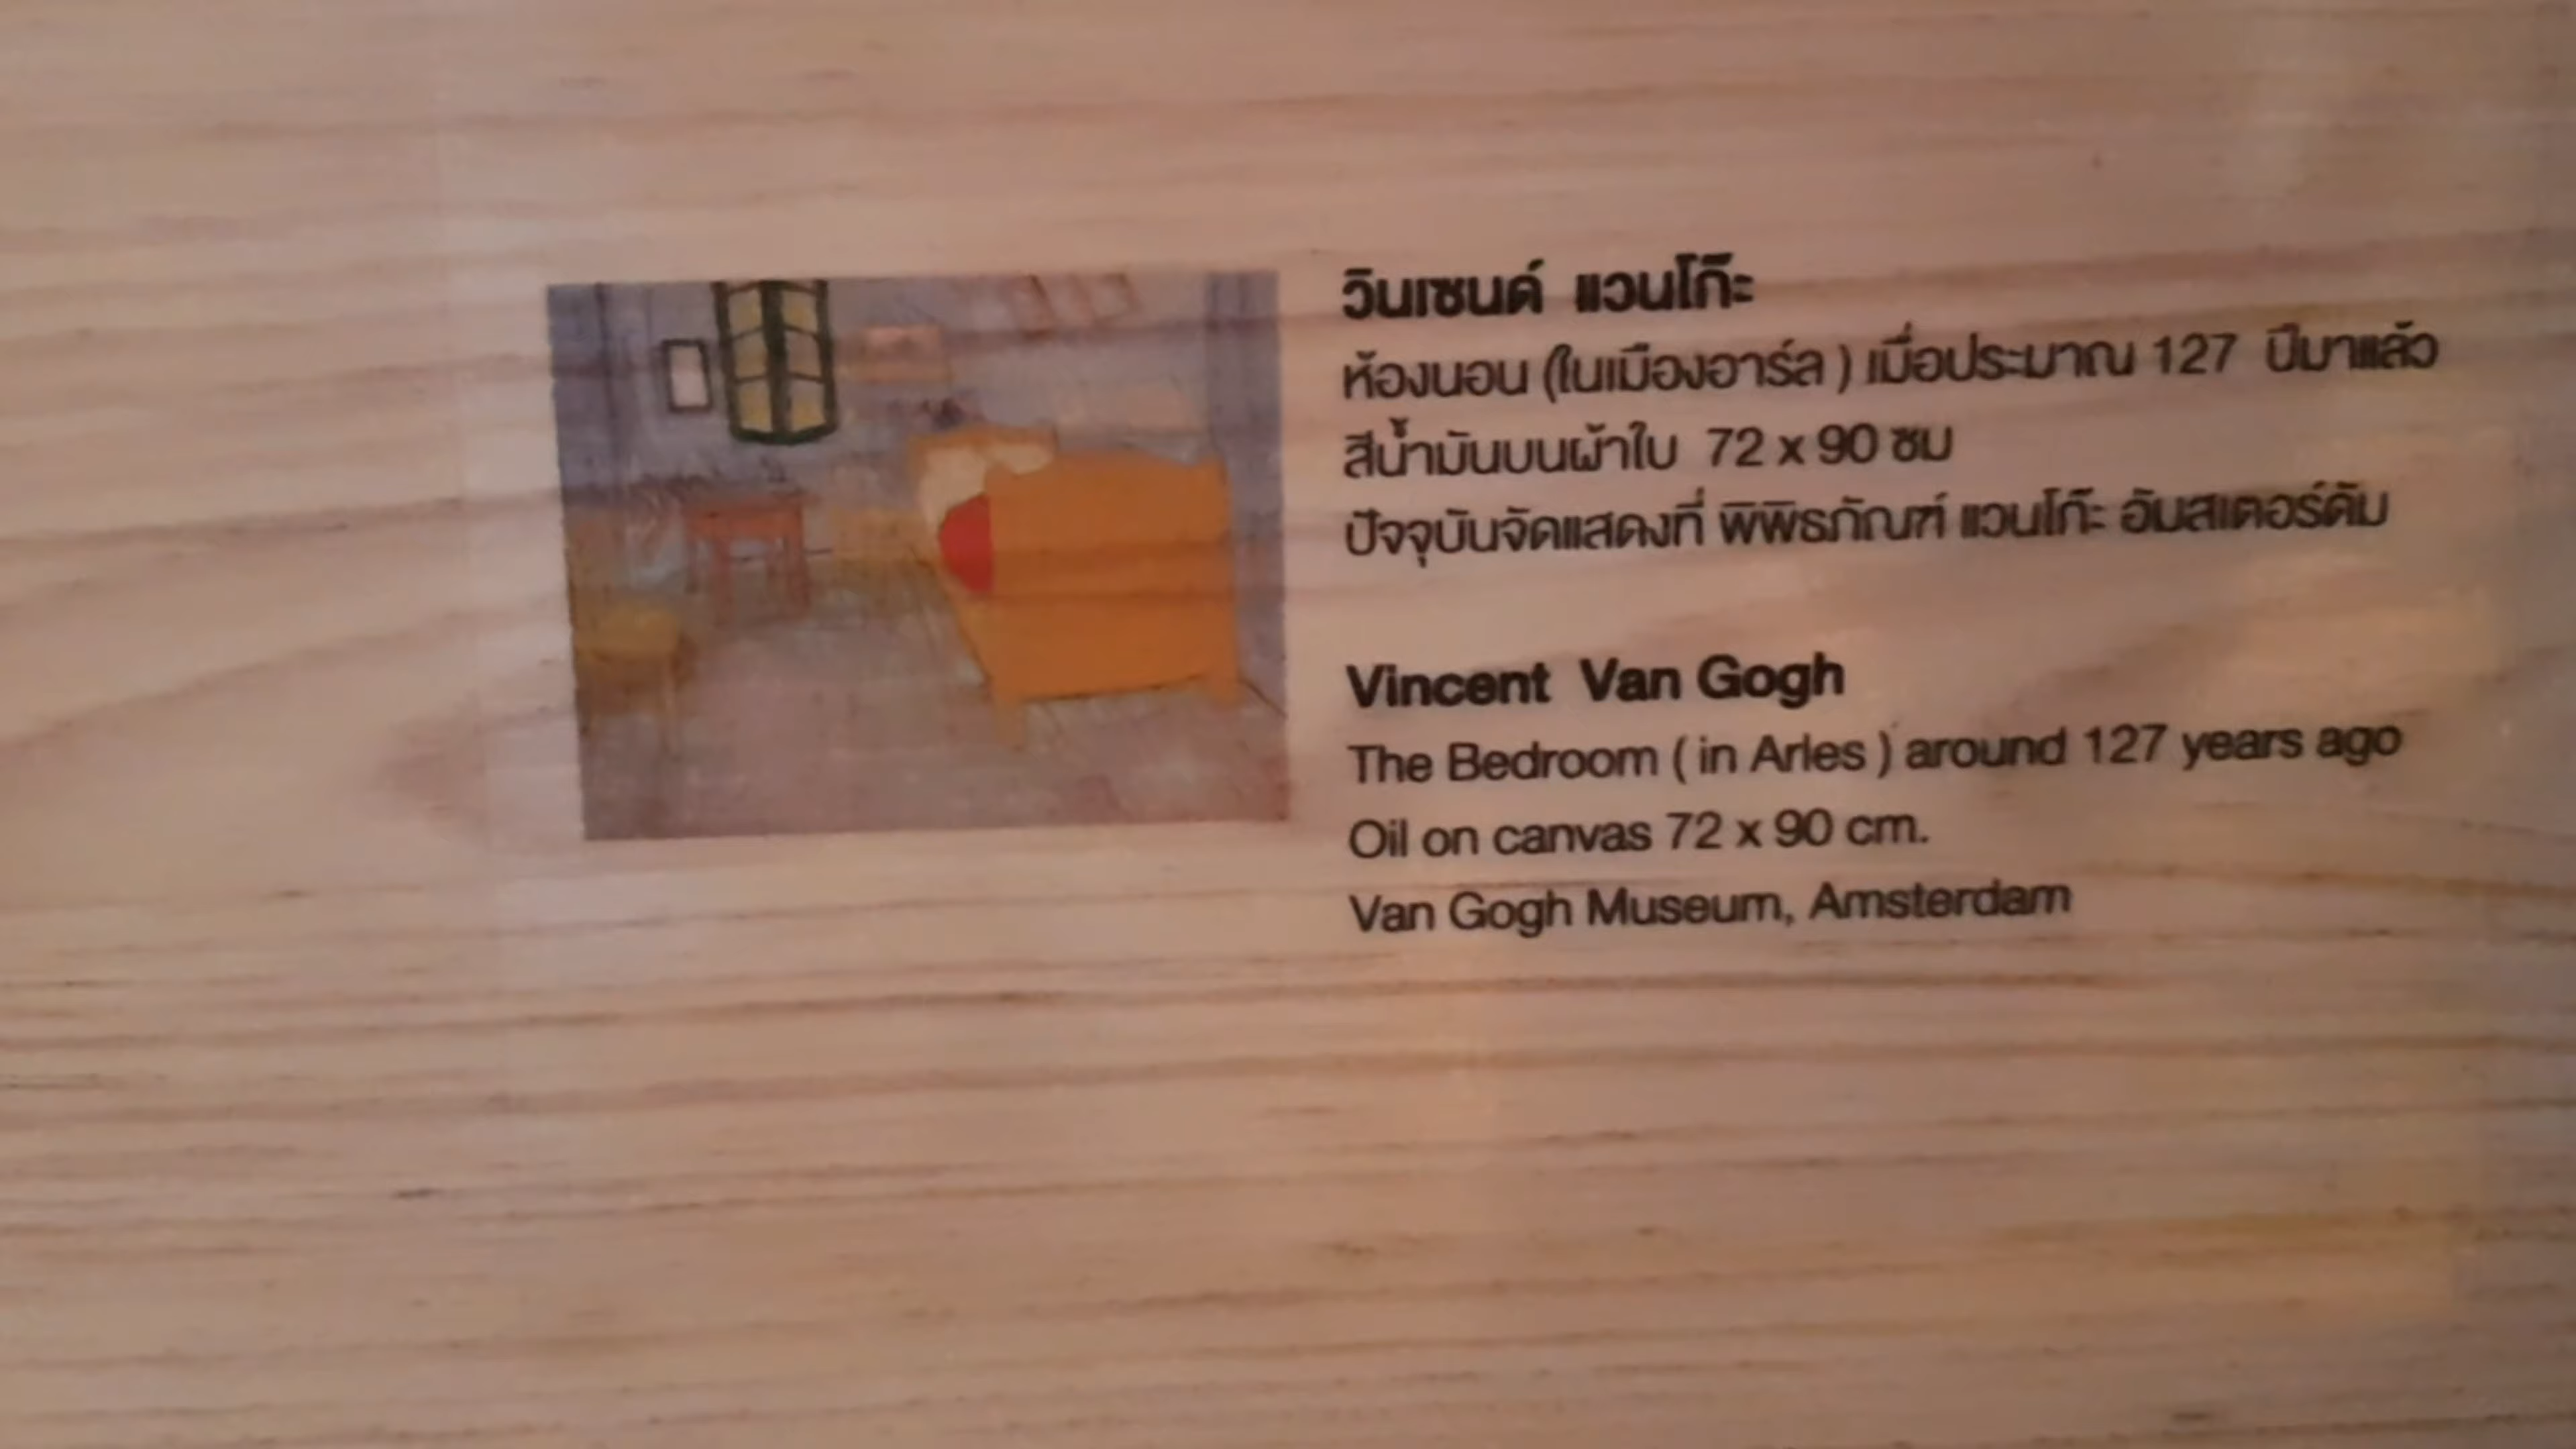 วินเซนต์ แวนโก๊ะ
ห้องนอน (ในเมืองอาร์ล ) เมื่อประมาณ 127 ปีมาแล้ว
สีน้ำมันบนผ้าใบ 72 x 90 ซม
ปัจจุบันจัดแสดงที่ พิพิธภัณฑ์ แวนโก๊ะ อัมสเตอร์ดัม
Vincent Van Gogh
The Bedroom ( in Arles ) around 127 years ago
Oil on canvas 72 x 90 cm.
Van Gogh Museum, Amsterdam